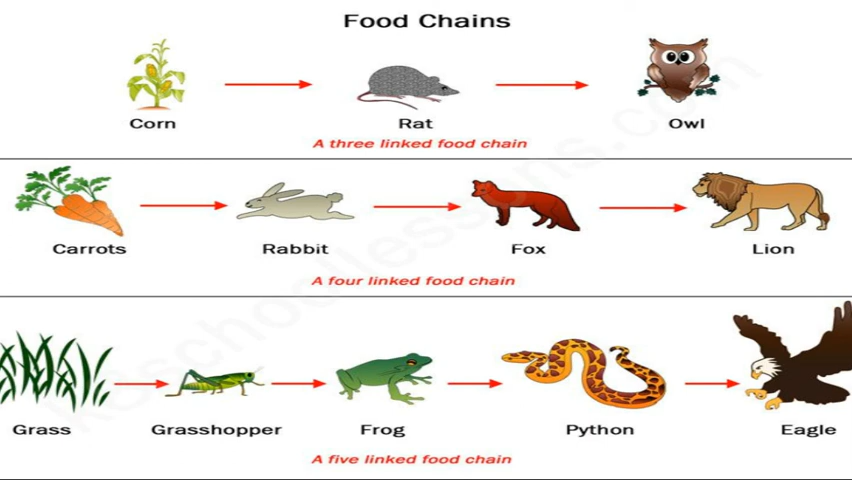 Food Chains
Corn Rat Owl
A three linked food chain
Carrots Rabbit Fox Lion
A four linked food chain
Grass Grasshopper Frog Python Eagle
A five linked food chain